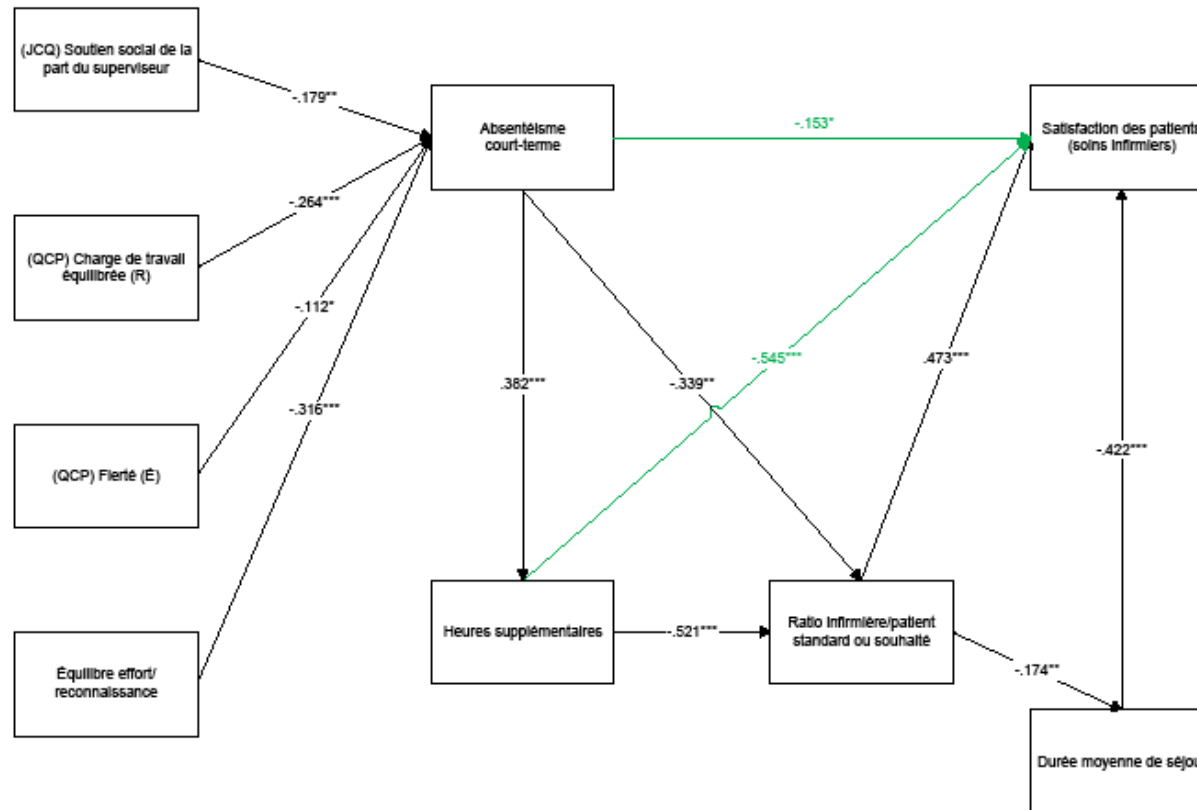 (JCQ) Soutien social de la
part du superviseur
-.179**
Absentéisme
court-terme
-.153*
Satisfaction des patients
(soins infirmiers)
-.264***
(QCP) Charge de travail
équilibrée (R)
-.112*
-.545***
.473***
.382***
-.339**
-.316***
-.422***
(QCP) Fierté (É)
Heures supplémentaires
-.521***
Ratio infirmière/patient
standard ou souhaité
-.174**
Équilibre effort/
reconnaissance
Durée moyenne de séjou